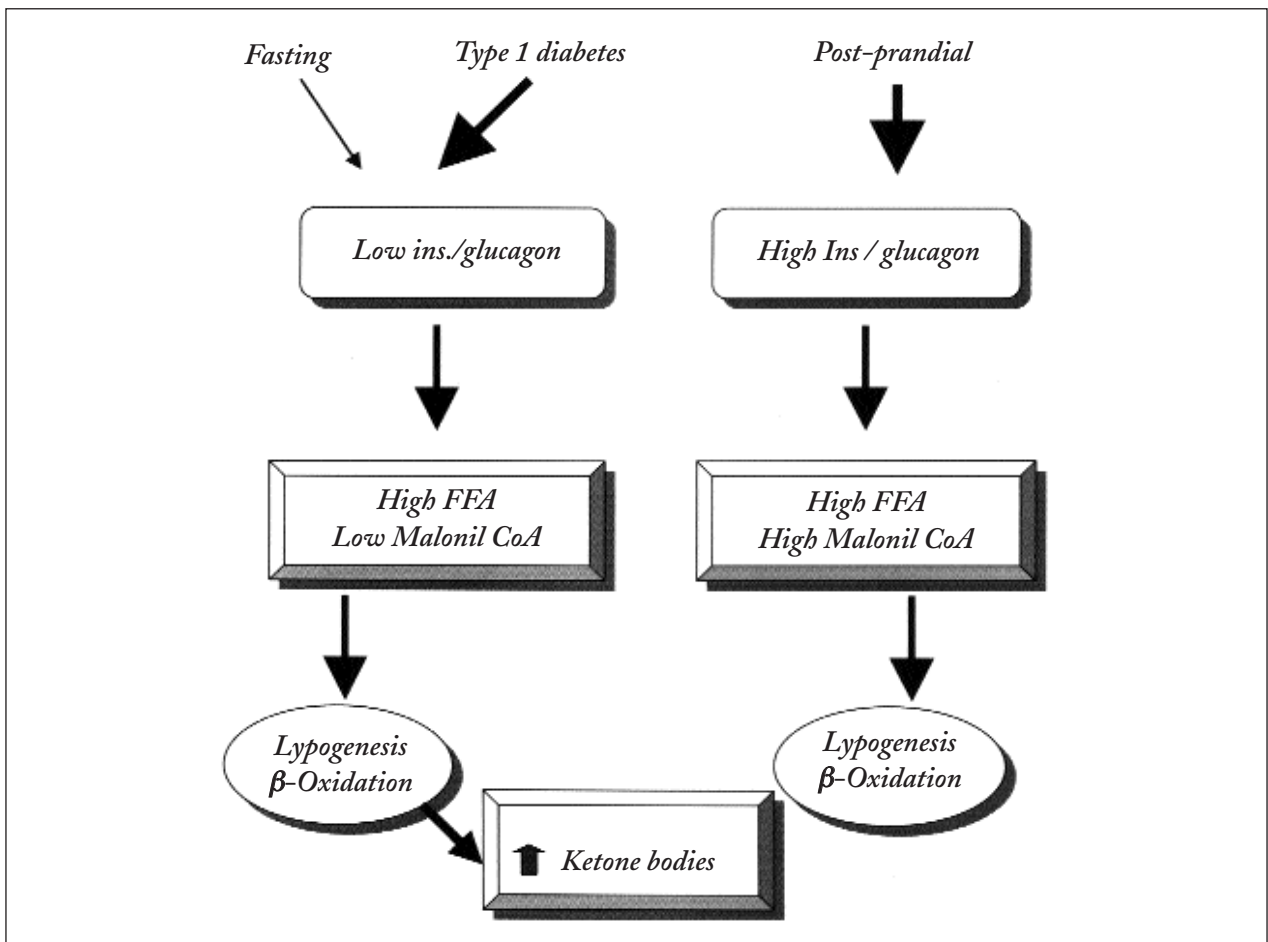 Fasting
Type 1 diabetes
Post-prandial
Low ins./glucagon
High Ins / glucagon
High FFA
Low Malonil CoA
High FFA
High Malonil CoA
Lypogenesis
β-Oxidation
Lypogenesis
β-Oxidation
Ketone bodies